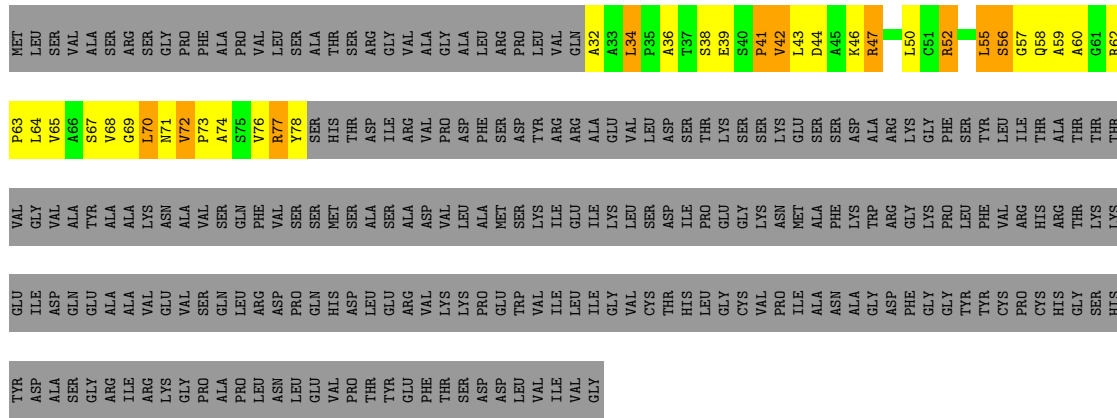 MET LEU SER VAL ALA SER ARG SER GLY PRO PHE ALA PRO VAL LEU SER ALA THR SER ARG GLY VAL ALA GLY ALA LEU ARG PRO LEU VAL GLN A32 A33 L34 P35 A36 T37 S38 E39 S40 P41 V42 L43 D44 A45 K46 R47 L50 C51 R52 L55 S56 G57 Q58 A59 A60 G61 R62
P63 L64 V65 A66 S67 V68 G69 L70 N71 V72 P73 A74 S75 V76 R77 Y78 SER HIS THR ASP ILE ARG VAL PRO ASP PHE SER ASP TYR ARG ARG ALA GLU VAL LEU ASP SER THR LYS SER SER LYS GLU SER SER ASP ALA ARG LYS GLY PHE SER TYR LEU ILE THR ALA THR THR THR
VAL GLY VAL ALA TYR ALA ALA LYS ASN ALA VAL SER GLN PHE VAL SER SER MET SER ALA SER ALA ASP VAL LEU ALA MET SER LYS ILE GLU ILE LYS LEU SER ASP ILE PRO GLU GLY LYS ASN MET ALA PHE LYS TRP ARG GLY LYS PRO LEU PHE VAL ARG HIS ARG THR LYS LYS
GLU ILE ASP GLN GLU ALA ALA VAL GLU VAL SER GLN LEU ARG ASP PRO GLN HIS ASP LEU GLU ARG VAL LYS LYS PRO GLU TRP VAL ILE LEU ILE GLY VAL CYS THR HIS LEU GLY CYS VAL PRO ILE ALA ASN ALA GLY ASP PHE GLY GLY TYR TYR CYS PRO CYS HIS GLY SER HIS
TYR ASP ALA SER GLY ARG ILE ARG LYS GLY PRO ALA PRO LEU ASN LEU GLU VAL PRO THR TYR GLU PHE THR SER ASP ASP LEU VAL ILE VAL GLY